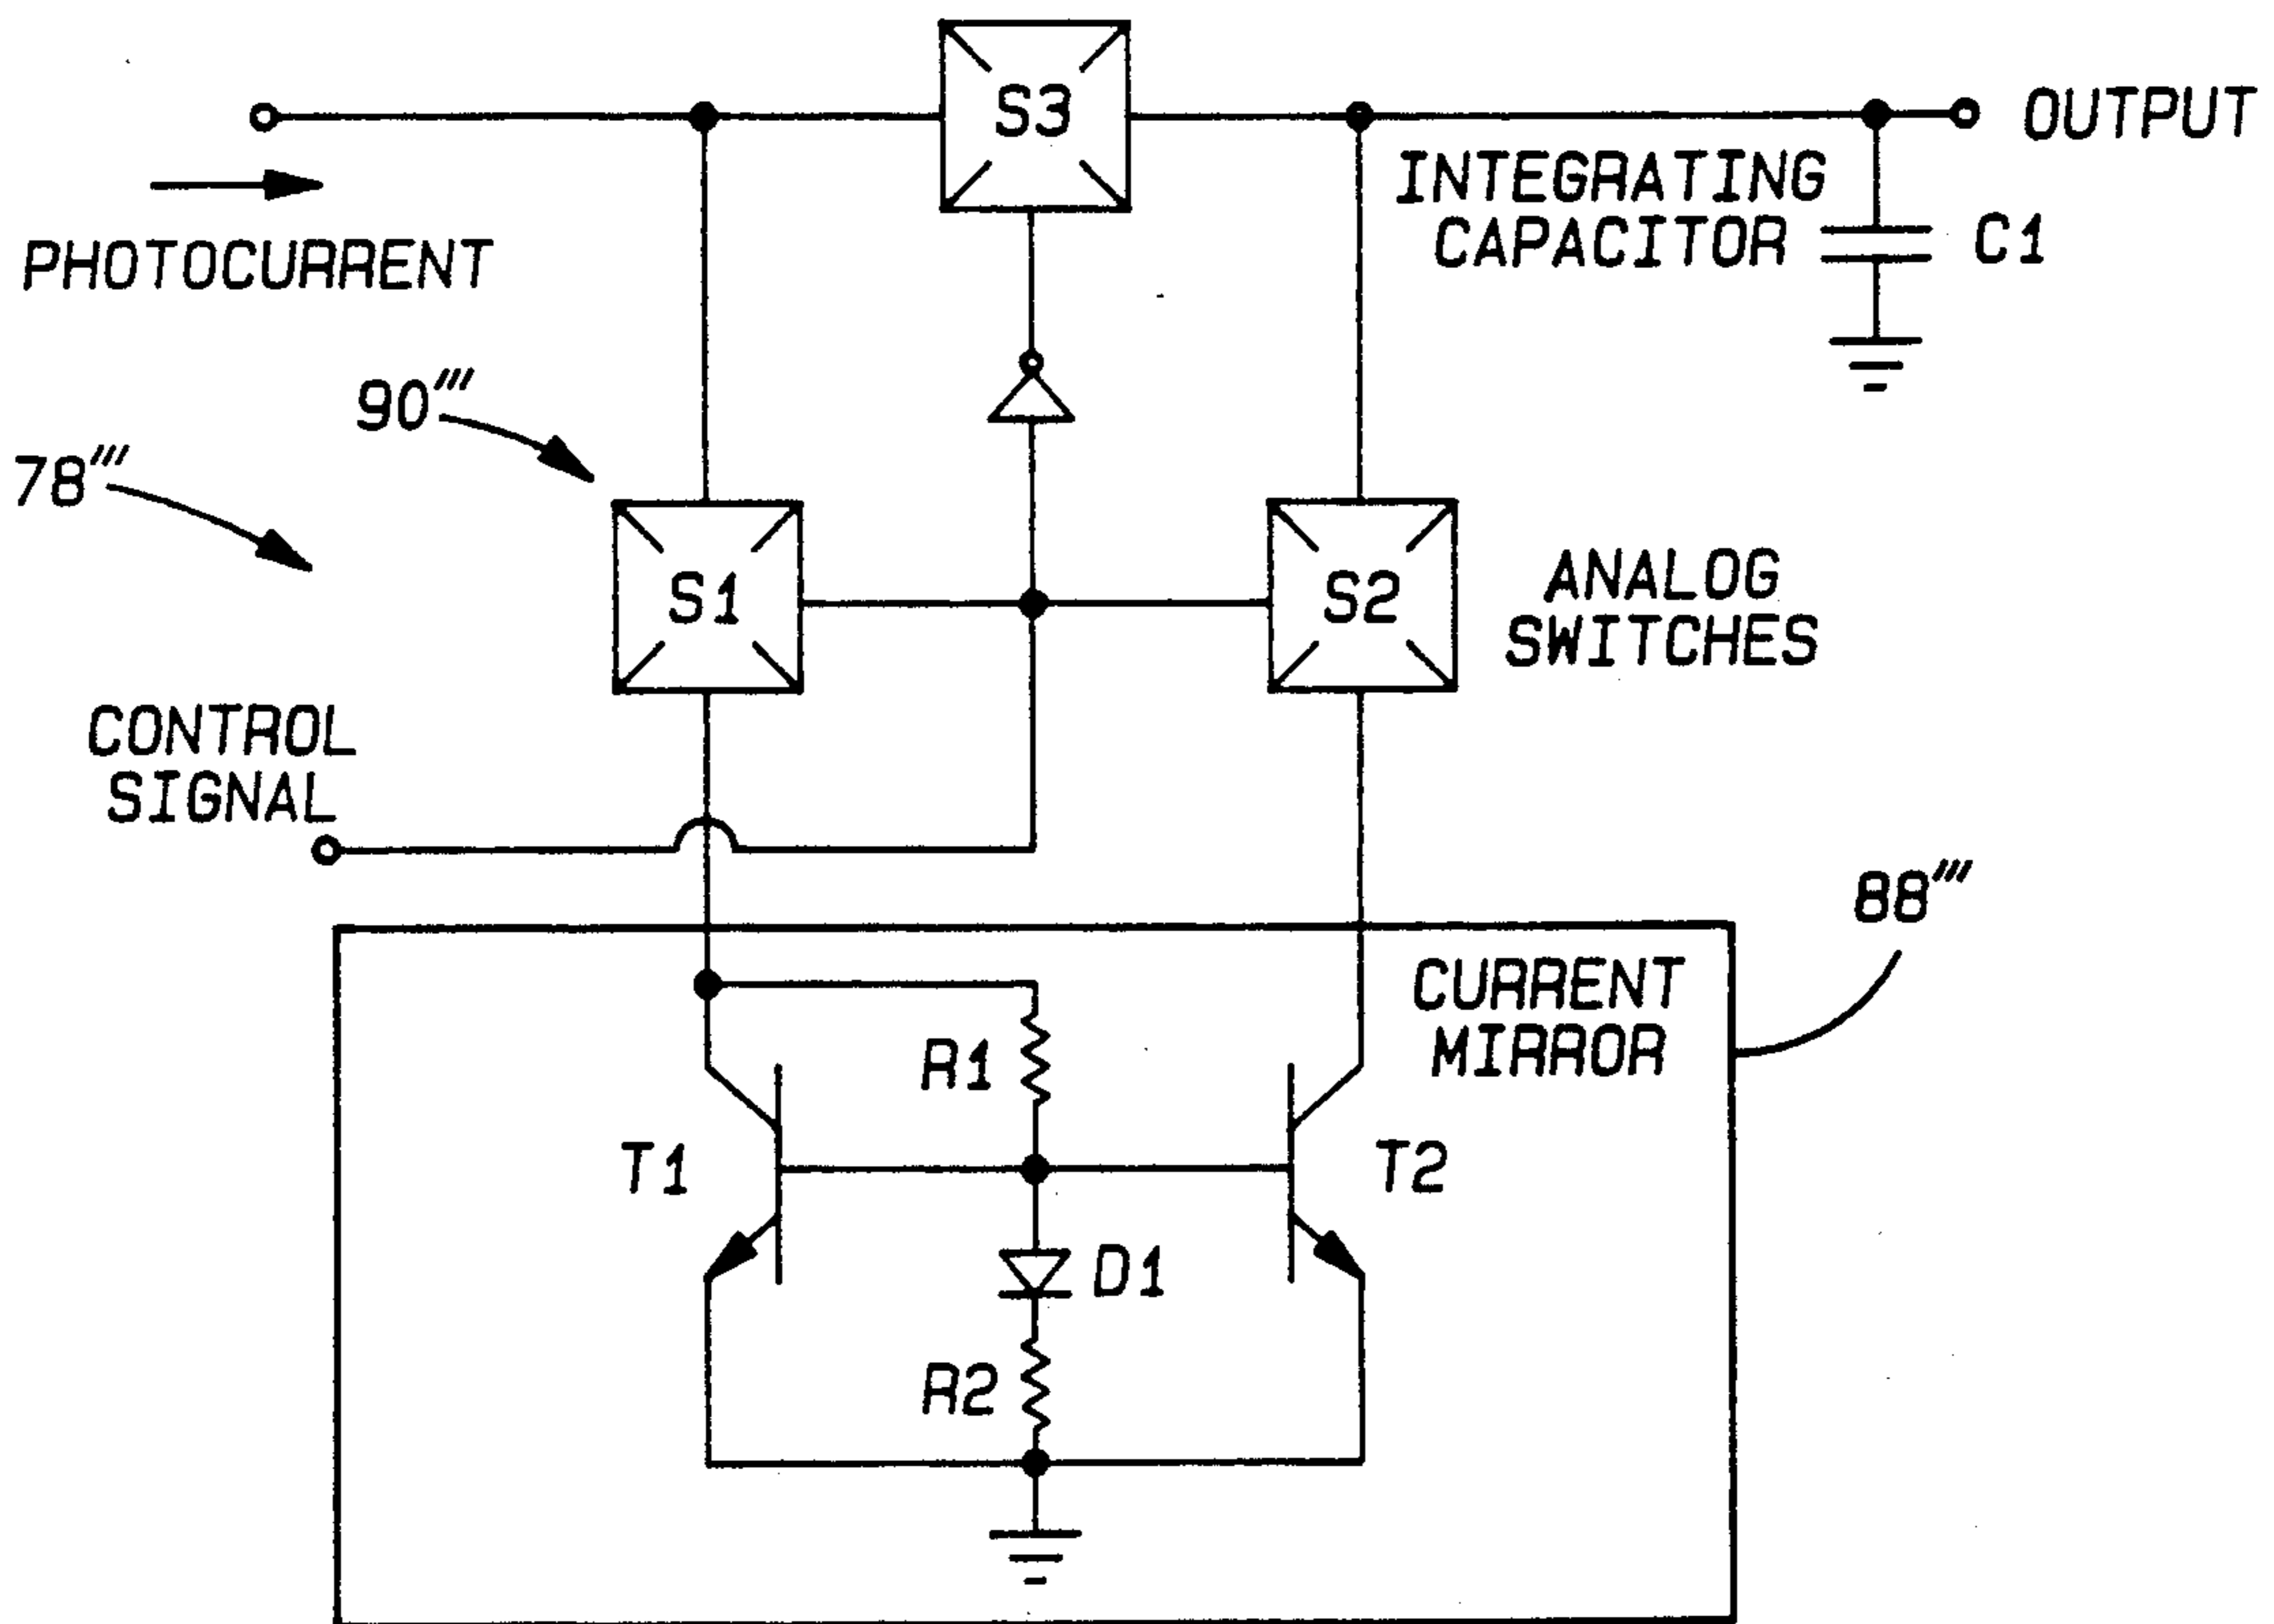 S3
OUTPUT
INTEGRATING
CAPACITOR
C1
PHOTOCURRENT
90'''
78'''
S1
S2
ANALOG
SWITCHES
CONTROL
SIGNAL
88'''
CURRENT
MIRROR
R1
T1
T2
D1
R2